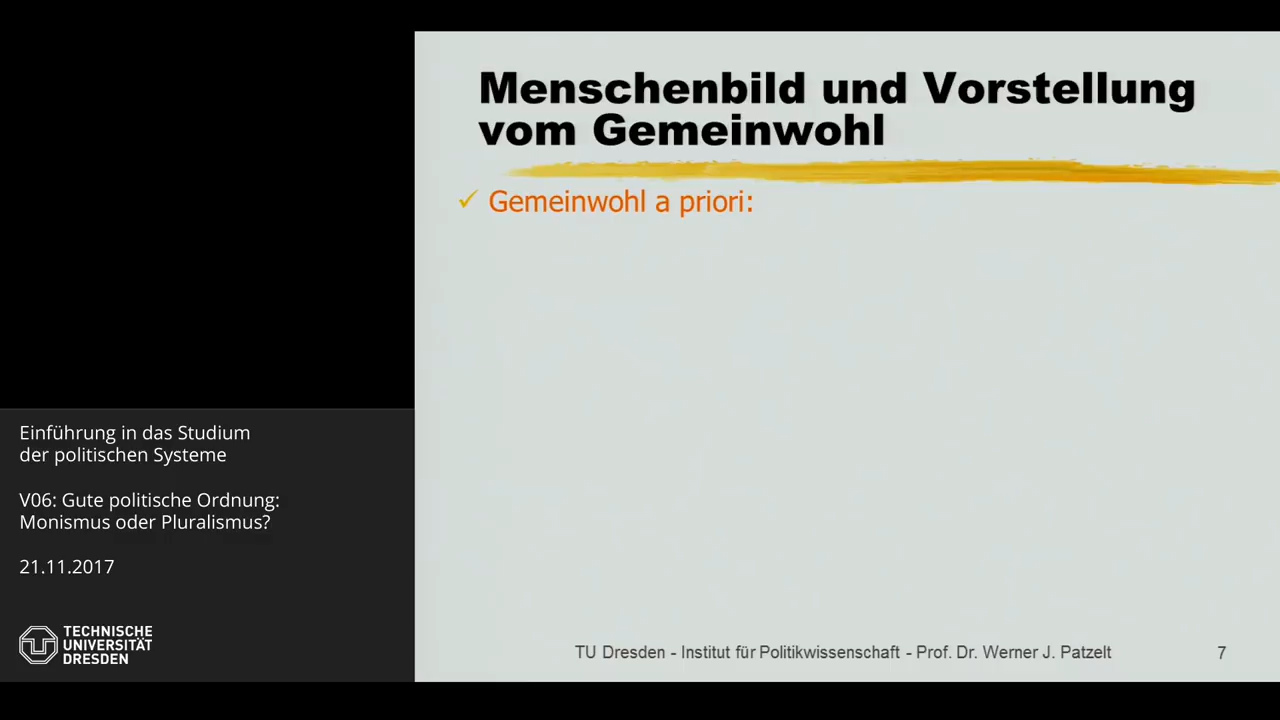 Menschenbild und Vorstellung
vom Gemeinwohl
✓ Gemeinwohl a priori:
Einführung in das Studium
der politischen Systeme
V06: Gute politische Ordnung:
Monismus oder Pluralismus?
21.11.2017
TECHNISCHE
UNIVERSITÄT
DRESDEN
TU Dresden - Institut für Politikwissenschaft - Prof. Dr. Werner J. Patzelt 7